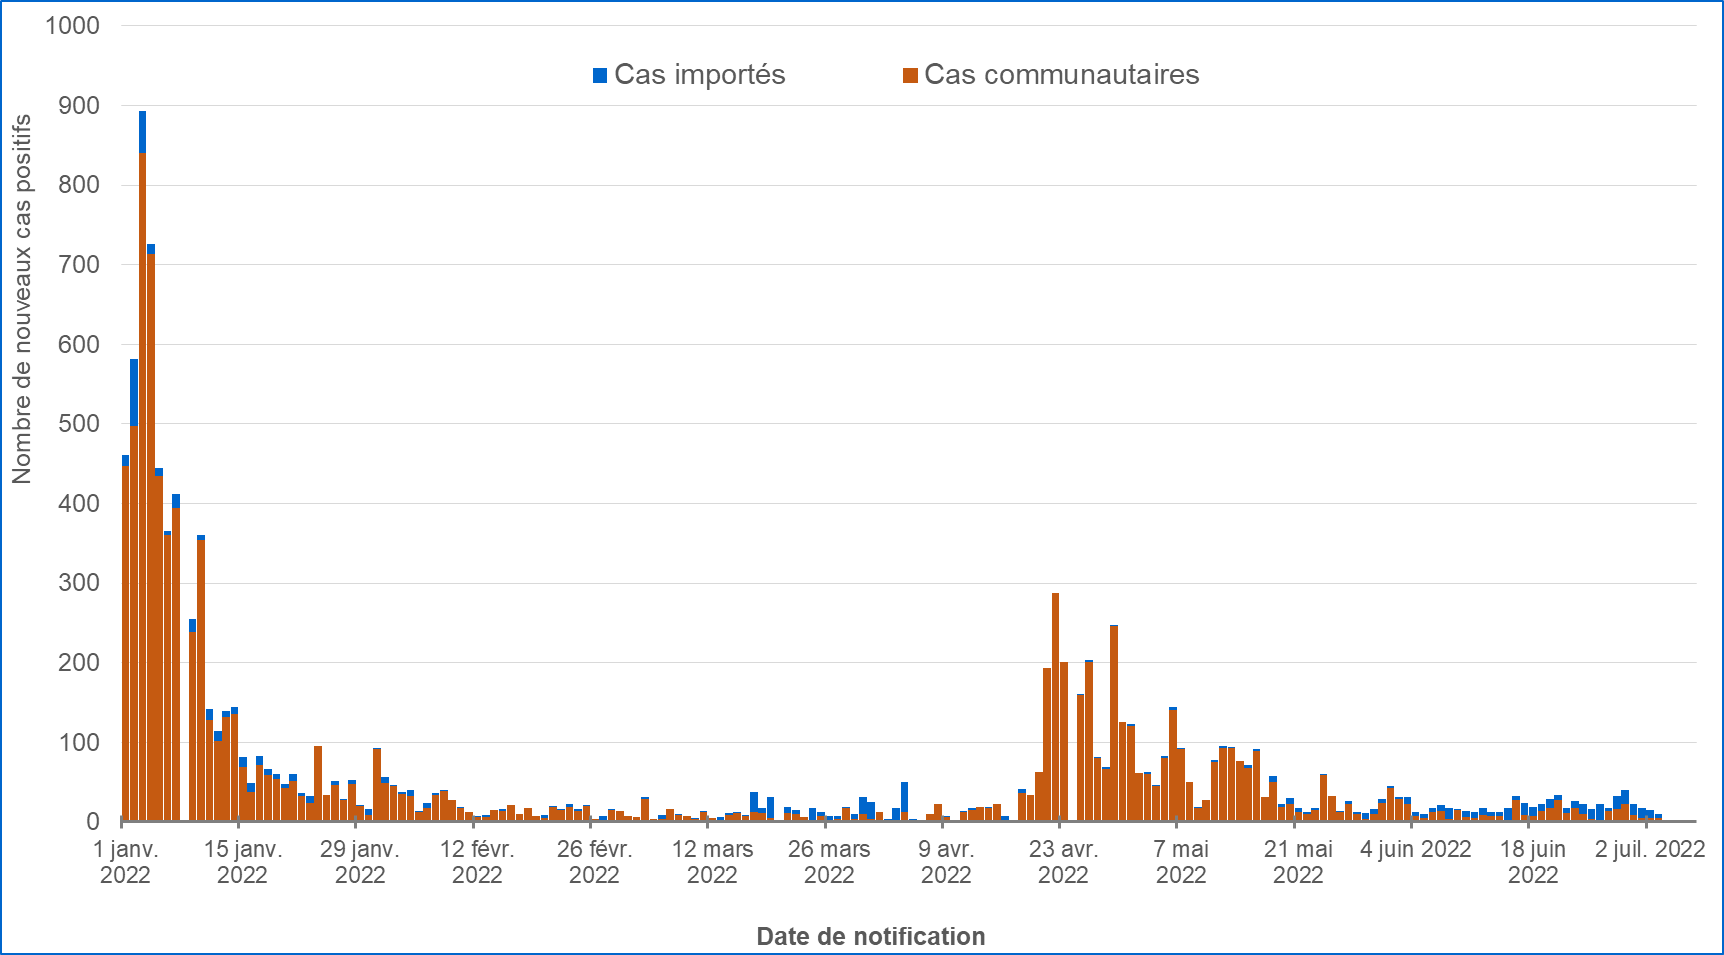 1000
Cas importés
Cas communautaires
900
800
700
600
500
400
300
200
100
0
Nombre de nouveaux cas positifs
1 janv. 2022
15 janv. 2022
29 janv. 2022
12 févr. 2022
26 févr. 2022
12 mars 2022
26 mars 2022
9 avr. 2022
23 avr. 2022
7 mai 2022
21 mai 2022
4 juin 2022
18 juin 2022
2 juil. 2022
Date de notification